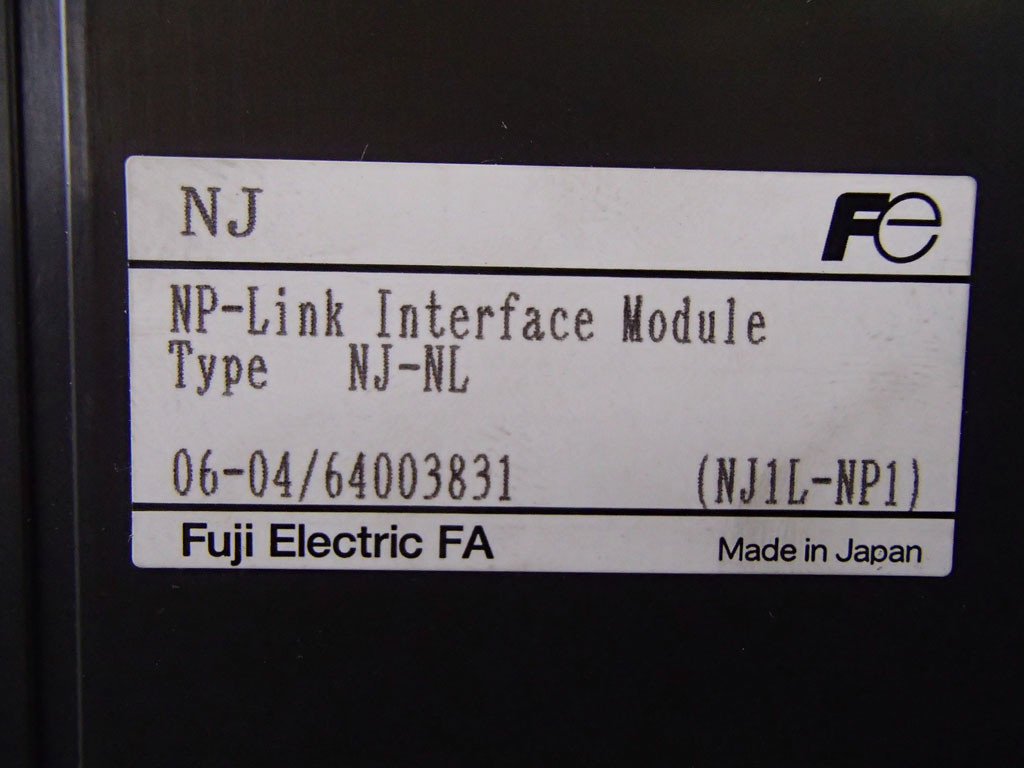 NJ Fe
NP-Link Interface Module
Type NJ-NL
06-04/64003831 (NJ1L-NP1)
Fuji Electric FA Made in Japan